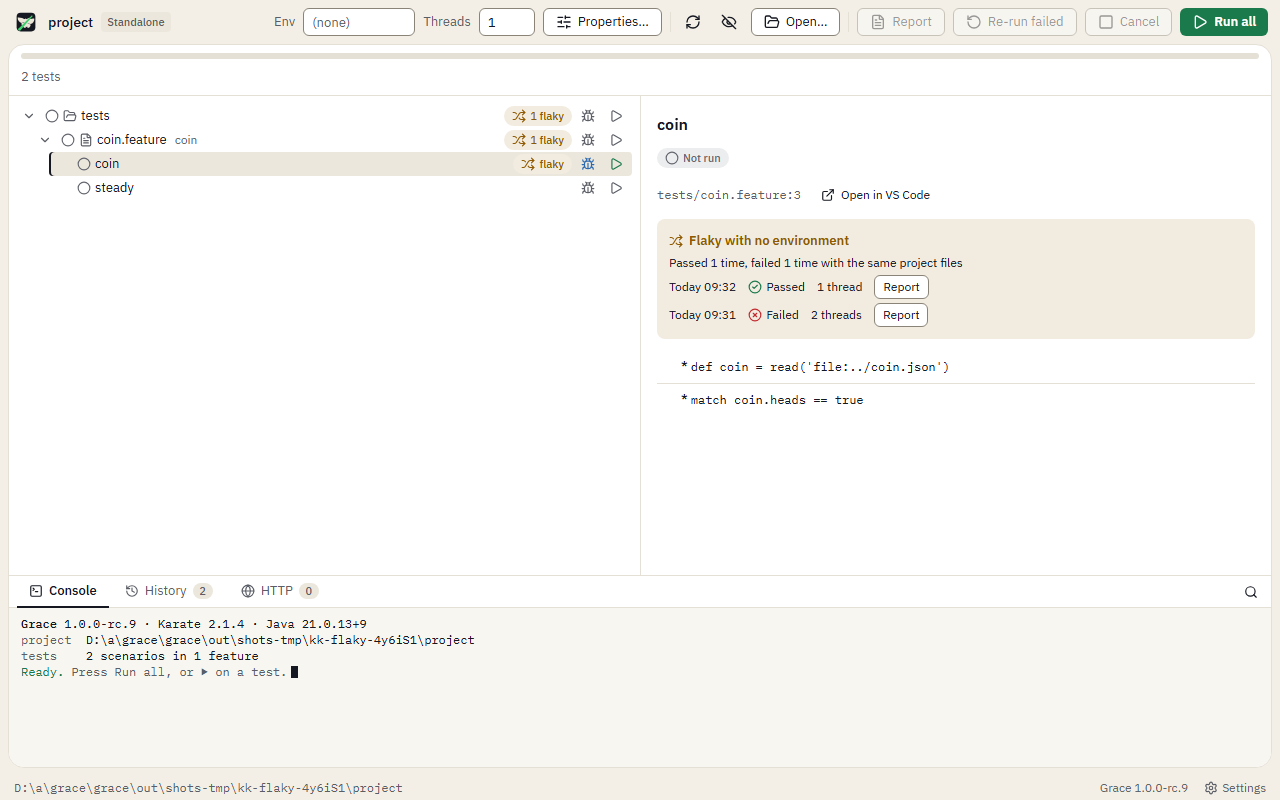 project Standalone Env (none) Threads 1 Properties... Open... Report Re-run failed Cancel Run all
2 tests
tests 1 flaky
coin.feature coin 1 flaky
coin flaky
steady
coin
Not run
tests/coin.feature:3 Open in VS Code
Flaky with no environment
Passed 1 time, failed 1 time with the same project files
Today 09:32 Passed 1 thread Report
Today 09:31 Failed 2 threads Report
* def coin = read('file:../coin.json')
* match coin.heads == true
Console History 2 HTTP 0
Grace 1.0.0-rc.9 · Karate 2.1.4 · Java 21.0.13+9
project D:\a\grace\grace\out\shots-tmp\kk-flaky-4y6iS1\project
tests 2 scenarios in 1 feature
Ready. Press Run all, or ▶ on a test.
D:\a\grace\grace\out\shots-tmp\kk-flaky-4y6iS1\project Grace 1.0.0-rc.9 Settings